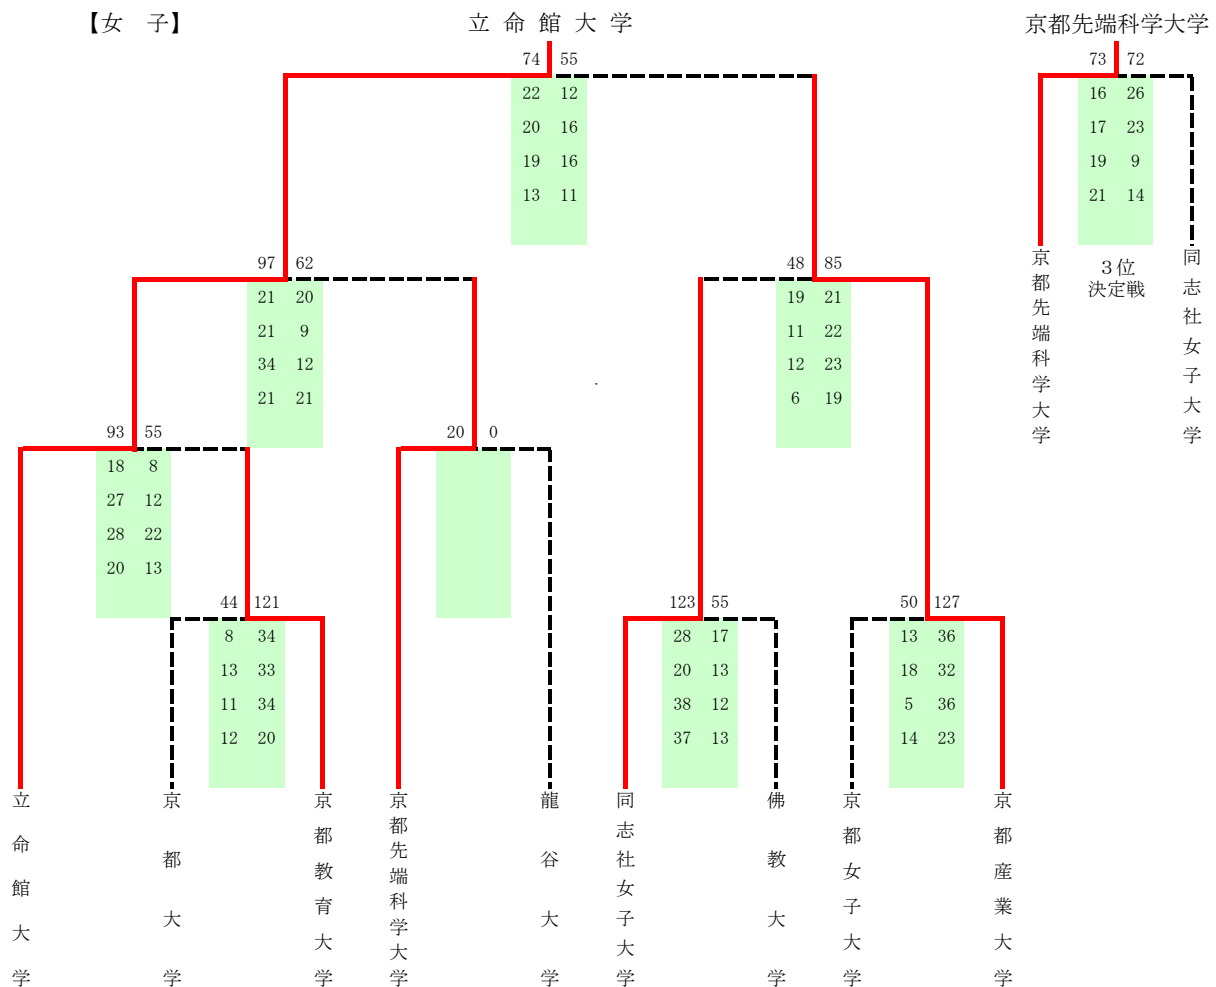 【女　子】
立 命 館 大 学
京都先端科学大学
74 55
22 12
20 16
19 16
13 11
73 72
16 26
17 23
19 9
21 14
京都先端科学大学
３位
決定戦
同志社女子大学
97 62
21 20
21 9
34 12
21 21
48 85
19 21
11 22
12 23
6 19
93 55
18 8
27 12
28 22
20 13
20 0
44 121
8 34
13 33
11 34
12 20
123 55
28 17
20 13
38 12
37 13
50 127
13 36
18 32
5 36
14 23
立命館大学
京都大学
京都教育大学
京都先端科学大学
龍谷大学
同志社女子大学
佛教大学
京都女子大学
京都産業大学